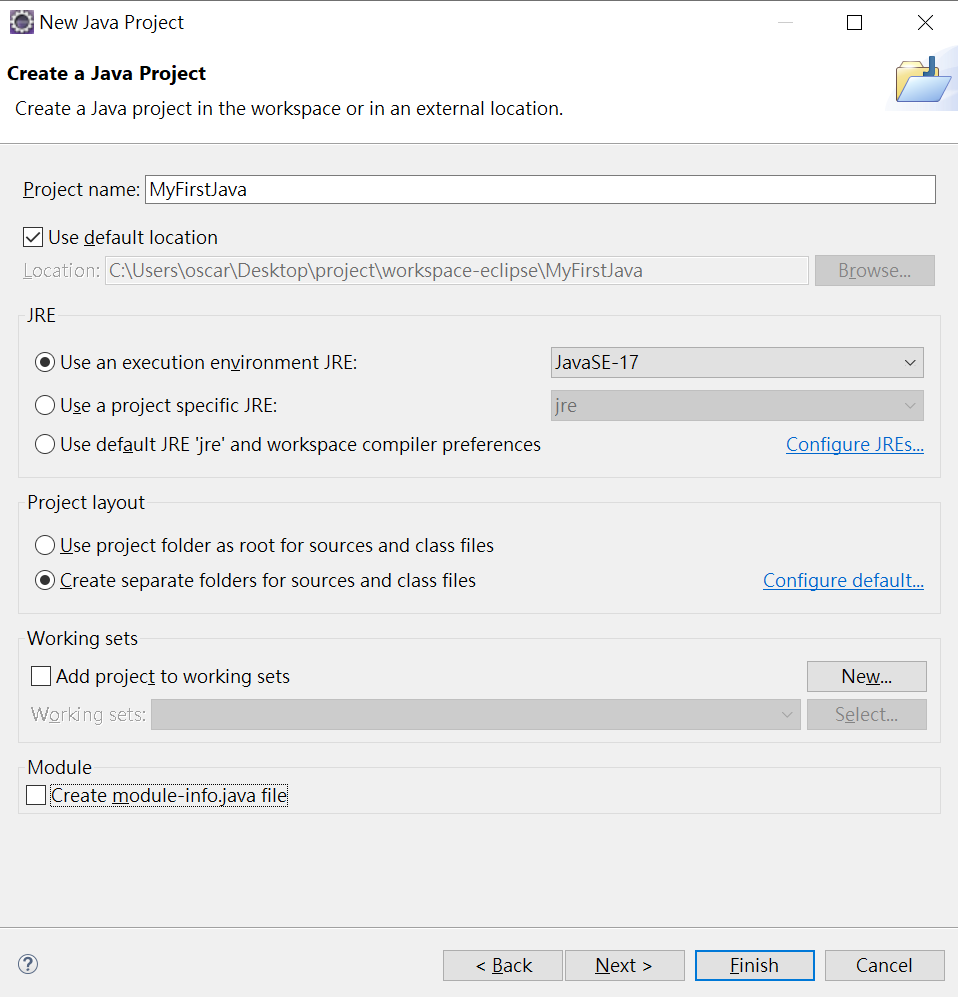 New Java Project
Create a Java Project
Create a Java project in the workspace or in an external location.
Project name: MyFirstJava
Use default location
Location: C:\Users\oscar\Desktop\project\workspace-eclipse\MyFirstJava Browse...
JRE
Use an execution environment JRE: JavaSE-17
Use a project specific JRE: jre
Use default JRE 'jre' and workspace compiler preferences Configure JREs...
Project layout
Use project folder as root for sources and class files
Create separate folders for sources and class files Configure default...
Working sets
Add project to working sets New...
Working sets: Select...
Module
Create module-info.java file
? < Back Next > Finish Cancel